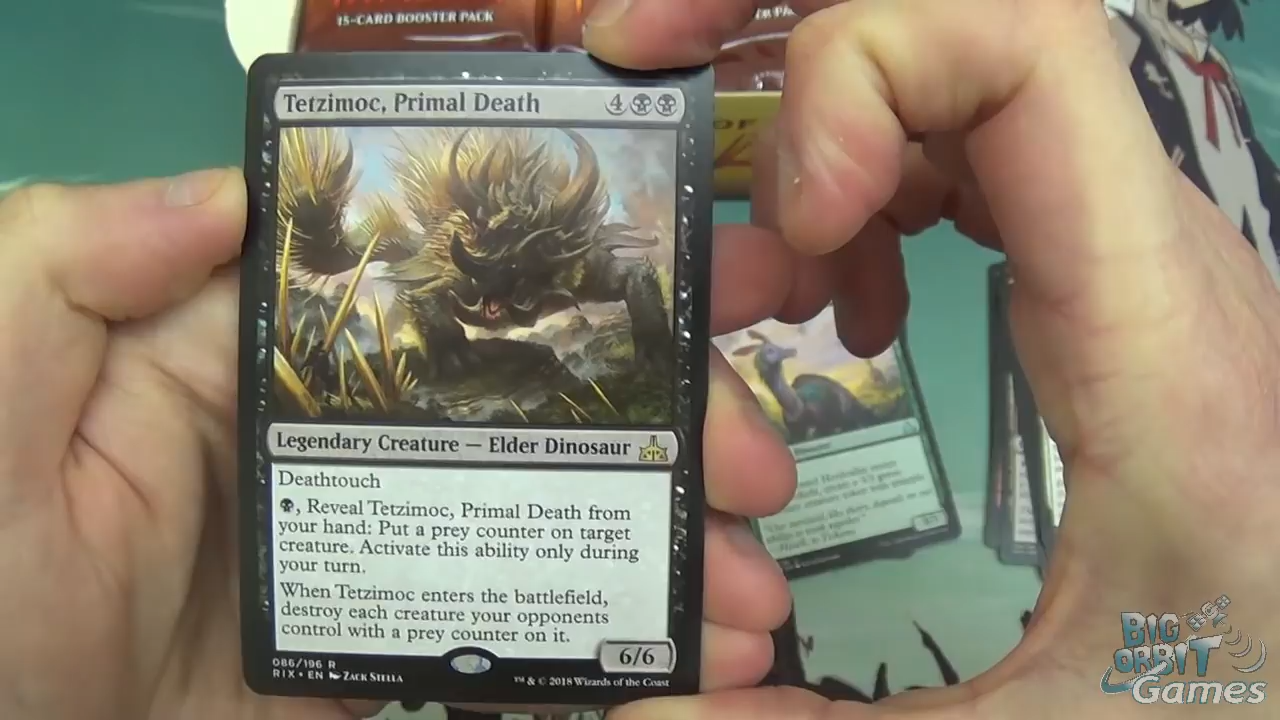 15-CARD BOOSTER PACK
Tetzimoc, Primal Death 4
Legendary Creature — Elder Dinosaur
Deathtouch
, Reveal Tetzimoc, Primal Death from
your hand: Put a prey counter on target
creature. Activate this ability only during
your turn.
When Tetzimoc enters the battlefield,
destroy each creature your opponents
control with a prey counter on it.
6/6
086/196 R
RIX • EN Zack Stella
™ & © 2018 Wizards of the Coast
OF
BIG
ORBIT
Games